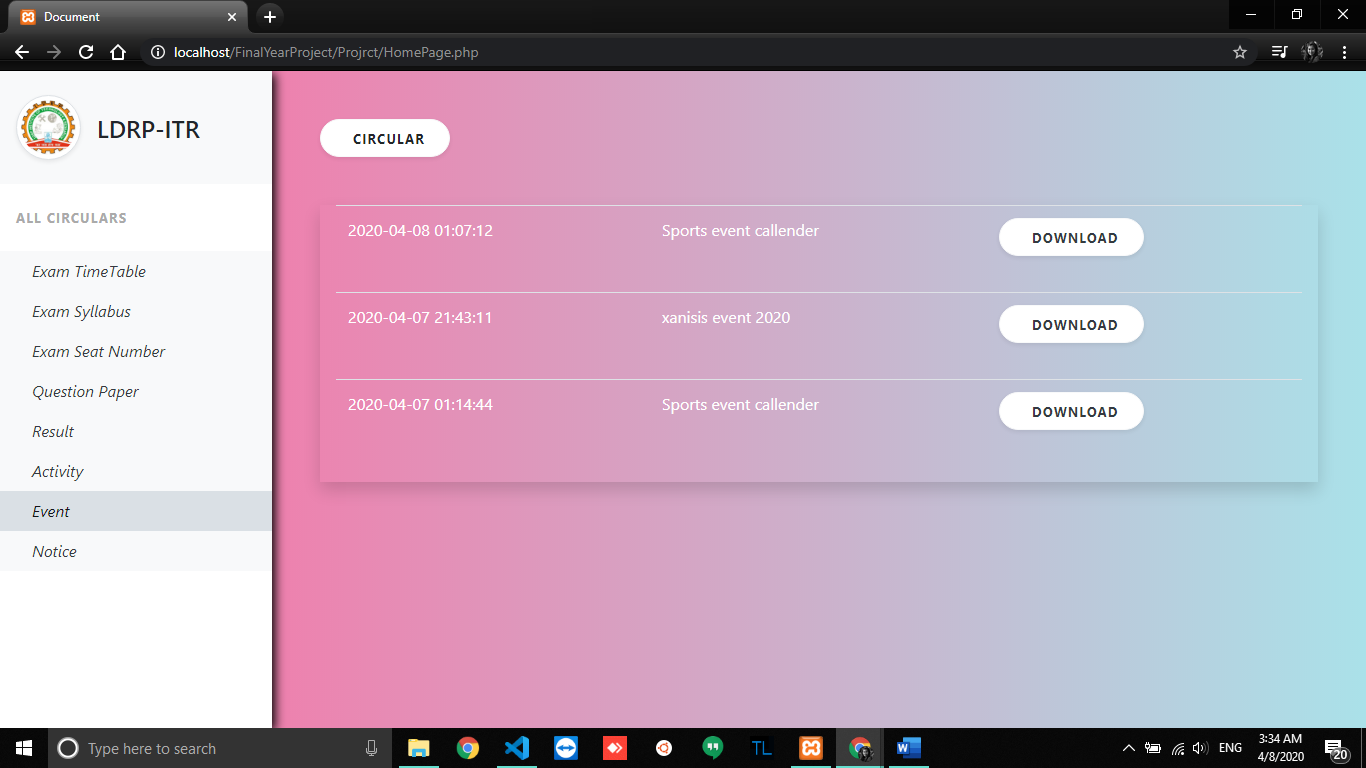 Document
localhost/FinalYearProject/Projrct/HomePage.php
LDRP-ITR
ALL CIRCULARS
Exam TimeTable
Exam Syllabus
Exam Seat Number
Question Paper
Result
Activity
Event
Notice
CIRCULAR
2020-04-08 01:07:12 Sports event callender DOWNLOAD
2020-04-07 21:43:11 xanisis event 2020 DOWNLOAD
2020-04-07 01:14:44 Sports event callender DOWNLOAD
Type here to search
TL
W
ENG
3:34 AM
4/8/2020
20